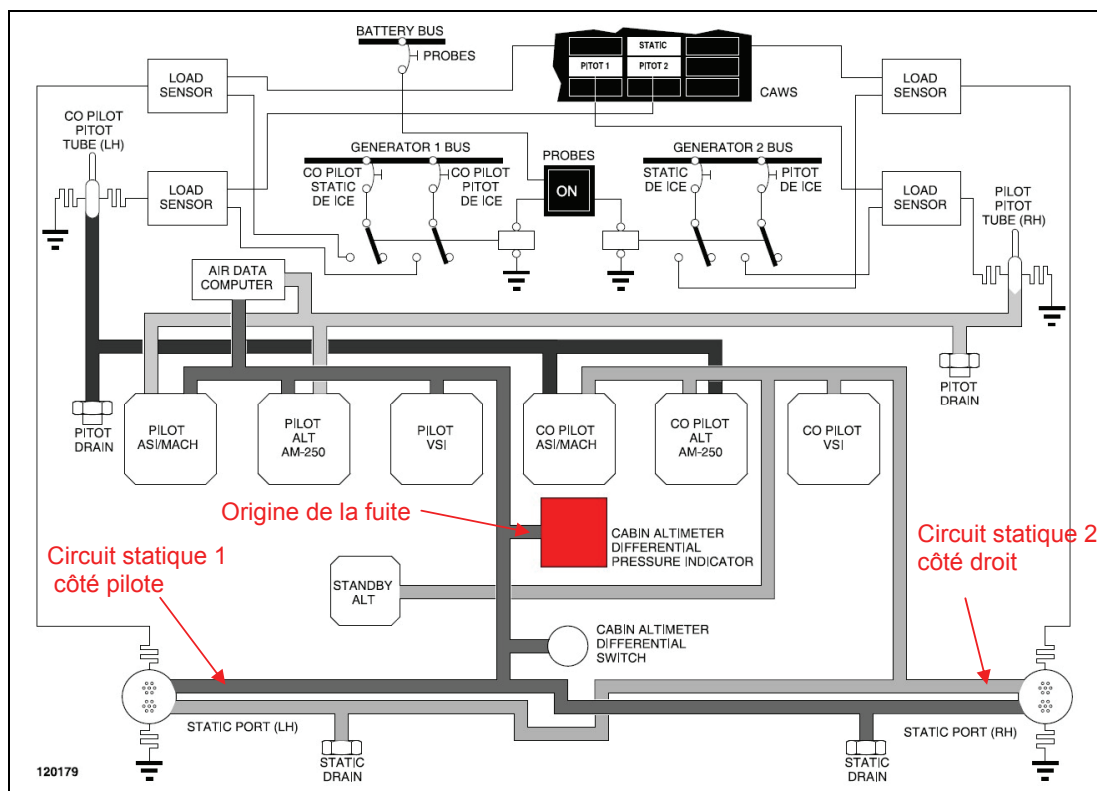 BATTERY BUS
PROBES
STATIC
PITOT 1
PITOT 2
CAWS
LOAD
SENSOR
LOAD
SENSOR
CO PILOT
PITOT
TUBE (LH)
GENERATOR 1 BUS
CO PILOT
STATIC
DE ICE
CO PILOT
PITOT
DE ICE
PROBES
ON
GENERATOR 2 BUS
STATIC
DE ICE
PITOT
DE ICE
LOAD
SENSOR
LOAD
SENSOR
PILOT
PITOT
TUBE (RH)
AIR DATA
COMPUTER
PITOT
DRAIN
PITOT
DRAIN
PILOT
ASI/MACH
PILOT
ALT
AM-250
PILOT
VSI
CO PILOT
ASI/MACH
CO PILOT
ALT
AM-250
CO PILOT
VSI
Origine de la fuite
CABIN ALTIMETER
DIFFERENTIAL
PRESSURE INDICATOR
Circuit statique 1
côté pilote
Circuit statique 2
côté droit
STANDBY
ALT
CABIN ALTIMETER
DIFFERENTIAL
SWITCH
STATIC PORT (LH)
STATIC PORT (RH)
STATIC
DRAIN
STATIC
DRAIN
120179